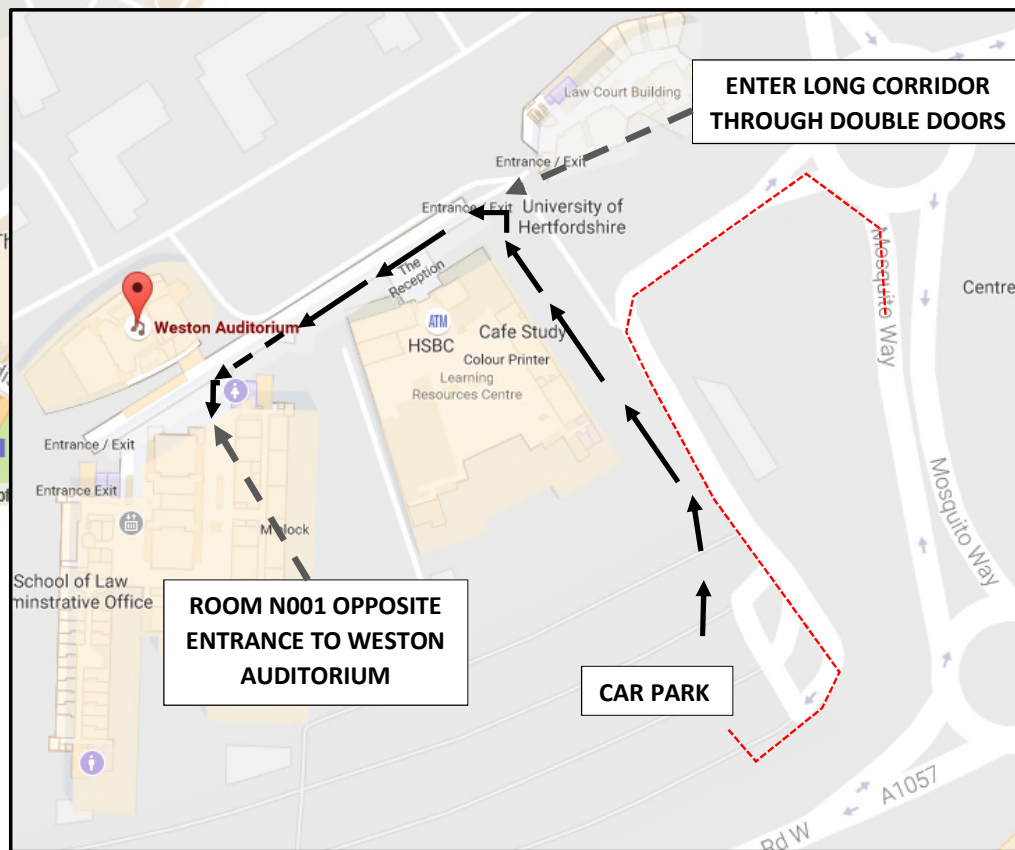 ENTER LONG CORRIDOR
THROUGH DOUBLE DOORS
Law Court Building
Entrance / Exit
Entrance / Exit
University of
Hertfordshire
The
Reception
Mosquito Way
Centre
Weston Auditorium
ATM
HSBC
Cafe Study
Colour Printer
Learning
Resources Centre
Entrance / Exit
Entrance Exit
Mosquito Way
School of Law
minstrative Office
ROOM N001 OPPOSITE
ENTRANCE TO WESTON
AUDITORIUM
CAR PARK
A1057
Rd W